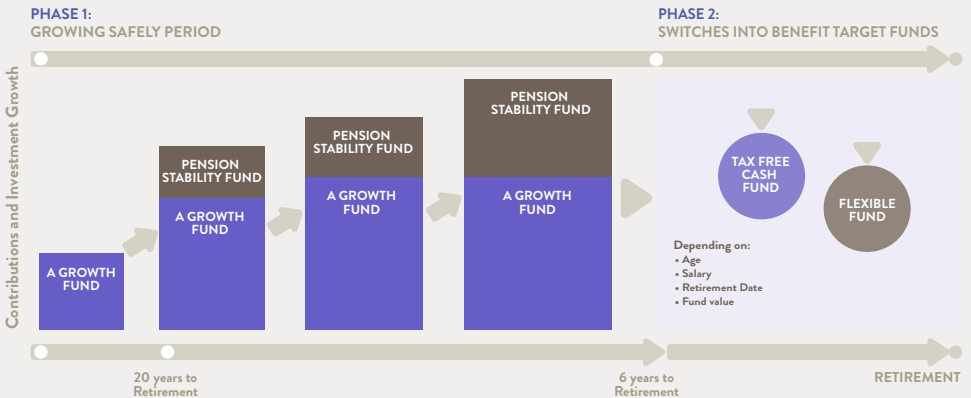 PHASE 1:
GROWING SAFELY PERIOD
PHASE 2:
SWITCHES INTO BENEFIT TARGET FUNDS
Contributions and Investment Growth
A GROWTH
FUND
PENSION
STABILITY FUND
A GROWTH
FUND
PENSION
STABILITY FUND
A GROWTH
FUND
PENSION
STABILITY FUND
A GROWTH
FUND
TAX FREE
CASH
FUND
FLEXIBLE
FUND
Depending on:
• Age
• Salary
• Retirement Date
• Fund value
20 years to
Retirement
6 years to
Retirement
RETIREMENT